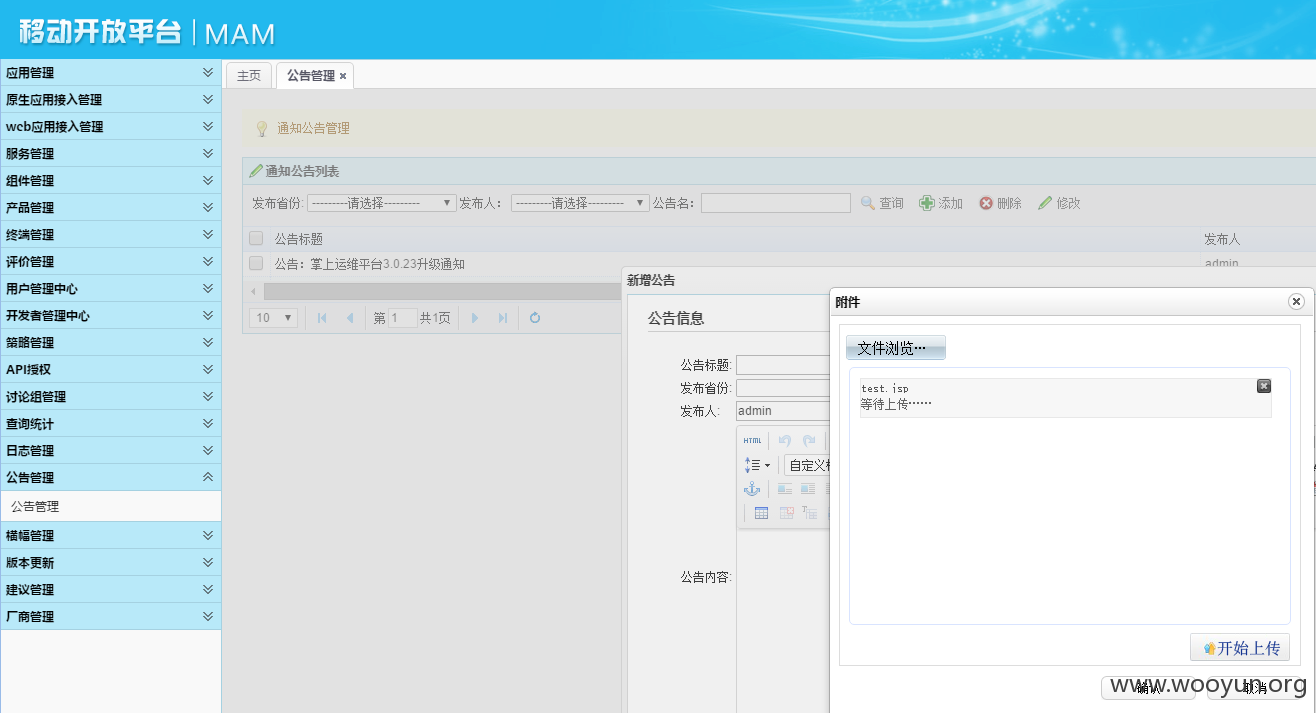 移动开放平台 | MAM
应用管理
原生应用接入管理
web应用接入管理
服务管理
组件管理
产品管理
终端管理
评价管理
用户管理中心
开发者管理中心
策略管理
API授权
讨论组管理
查询统计
日志管理
公告管理
公告管理
横幅管理
版本更新
建议管理
厂商管理
主页 公告管理 ×
通知公告管理
通知公告列表
发布省份: ---------请选择--------- 发布人: ---------请选择--------- 公告名: 查询 添加 删除 修改
公告标题 发布人
公告：掌上运维平台3.0.23升级通知 admin
10 第 1 共1页
新增公告
公告信息
公告标题:
发布省份:
发布人: admin
HTML
自定义
公告内容:
附件
文件浏览…
test.jsp
等待上传……
开始上传
确认 取消
www.wooyun.org